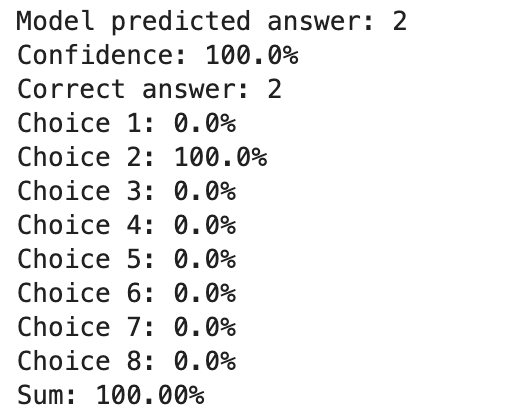 Model predicted answer: 2
Confidence: 100.0%
Correct answer: 2
Choice 1: 0.0%
Choice 2: 100.0%
Choice 3: 0.0%
Choice 4: 0.0%
Choice 5: 0.0%
Choice 6: 0.0%
Choice 7: 0.0%
Choice 8: 0.0%
Sum: 100.00%